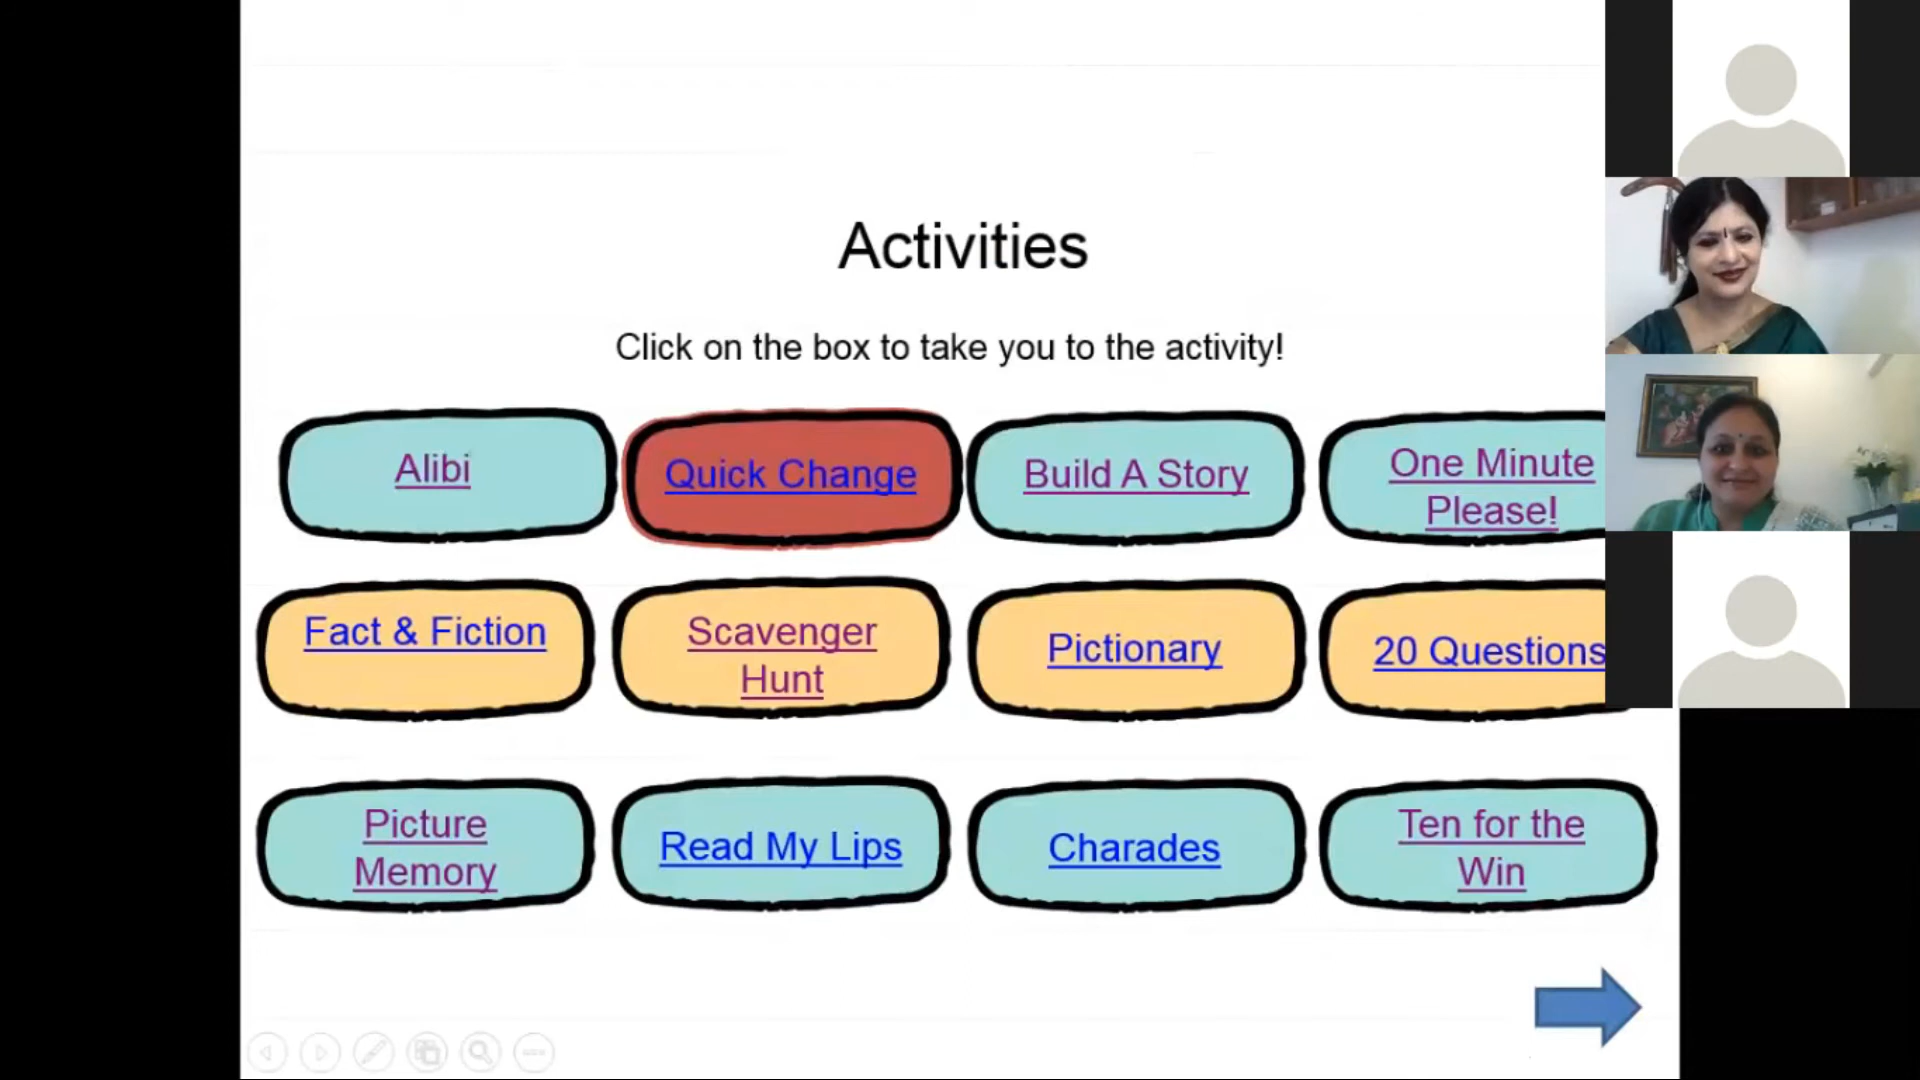 Activities
Click on the box to take you to the activity!
Alibi
Quick Change
Build A Story
One Minute
Please!
Fact & Fiction
Scavenger
Hunt
Pictionary
20 Questions
Picture
Memory
Read My Lips
Charades
Ten for the
Win